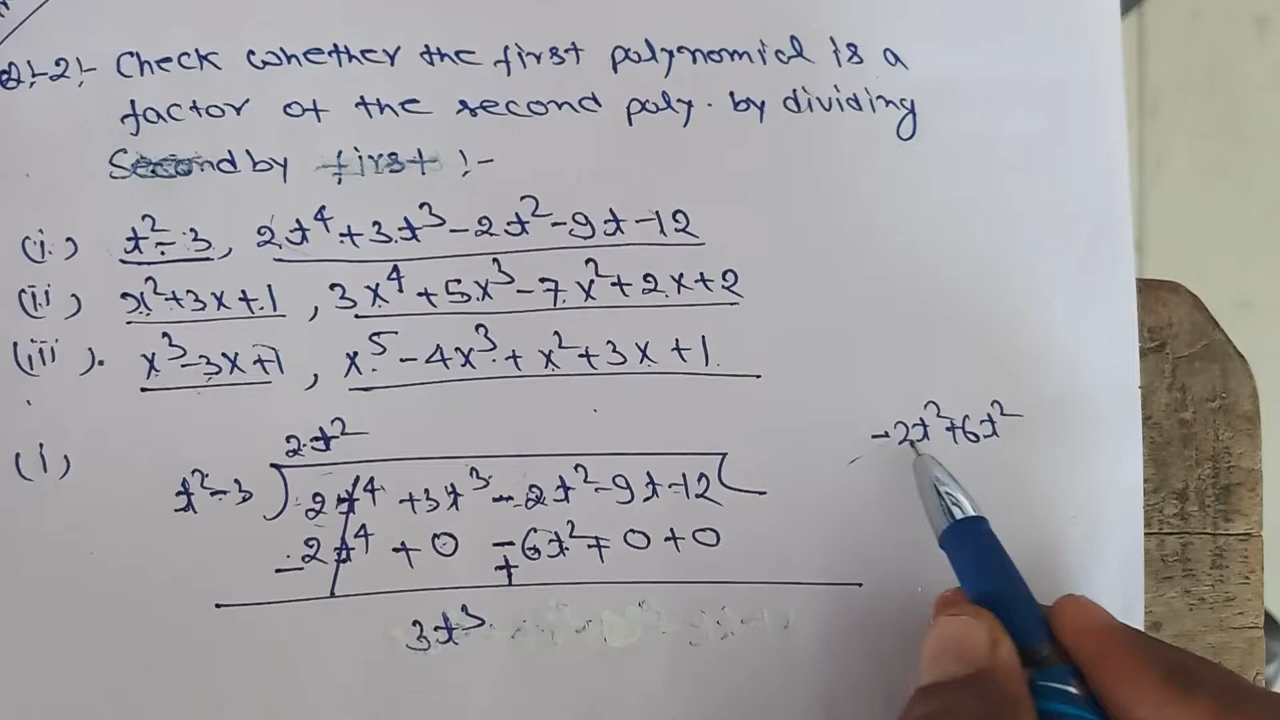 Q:-2:- Check whether the first polynomial is a
factor of the second poly. by dividing
Second by first :-
(i.) t²-3, 2t⁴+3t³-2t²-9t-12
(ii) x²+3x+1, 3x⁴+5x³-7x²+2x+2
(iii). x³-3x+1, x⁵-4x³+x²+3x+1.
(i)
2t²
-2t²+6t²
t²-3)2t⁴+3t³-2t²-9t-12(
-2t⁴+0-6t²+0+0
+
3t³